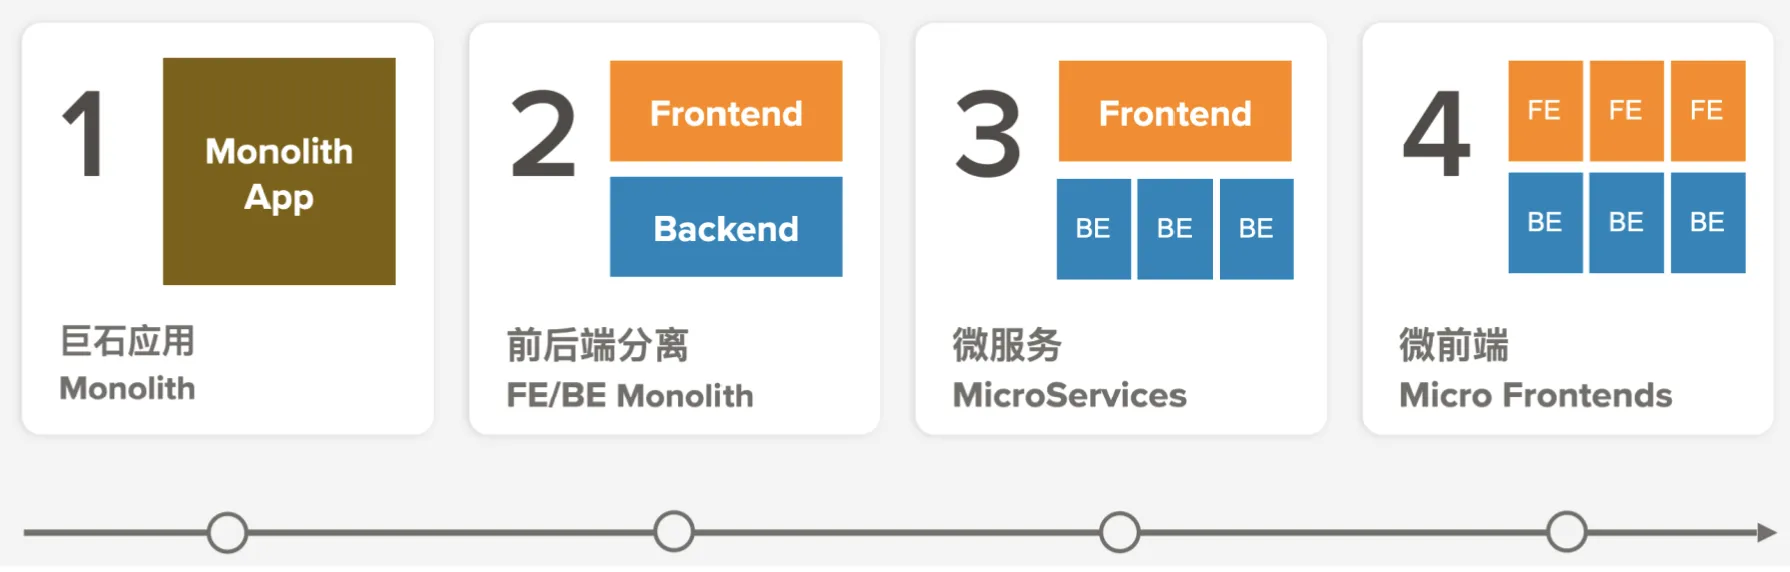 1
Monolith
App
巨石应用
Monolith
2
Frontend
Backend
前后端分离
FE/BE Monolith
3
Frontend
BE BE BE
微服务
MicroServices
4
FE FE FE
BE BE BE
微前端
Micro Frontends